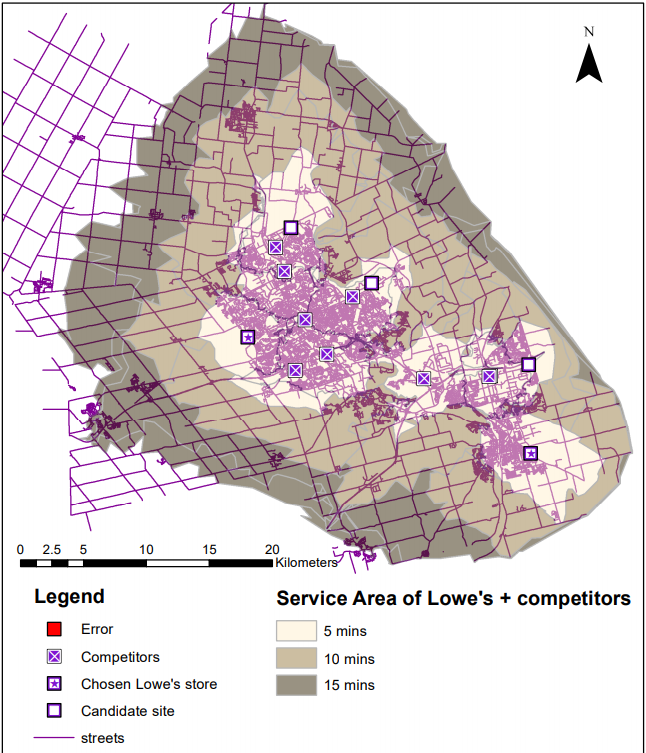 N
0 2.5 5 10 15 20
Kilometers
Legend
Error
Competitors
Chosen Lowe's store
Candidate site
streets
Service Area of Lowe's + competitors
5 mins
10 mins
15 mins